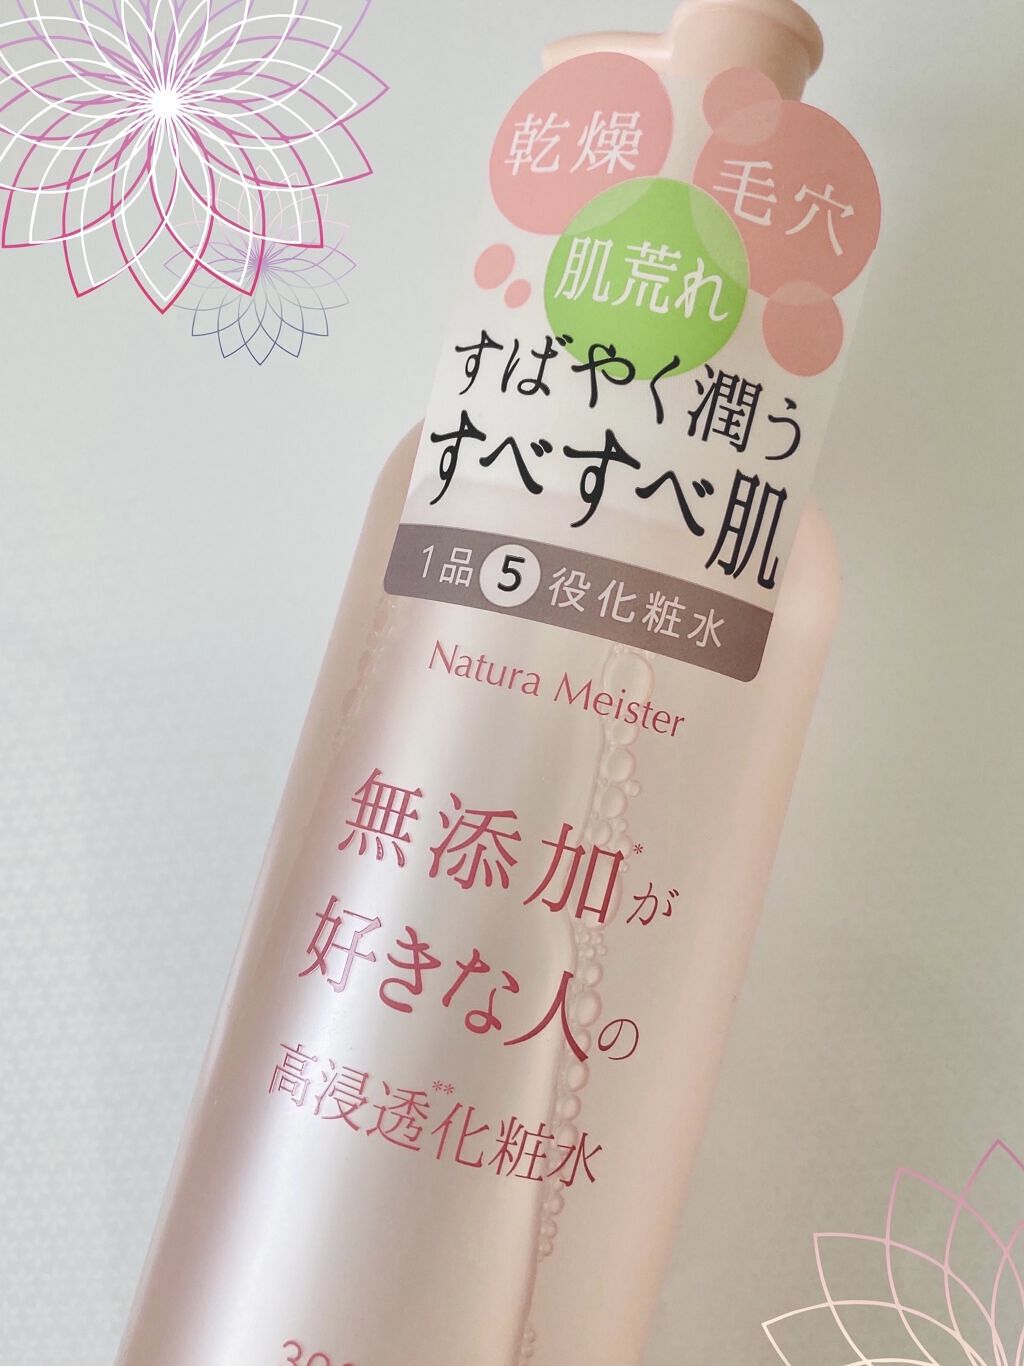 乾燥
毛穴
肌荒れ
すばやく潤う
すべすべ肌
1品5役化粧水
Natura Meister
無添加*が
好きな人の
高浸透**化粧水